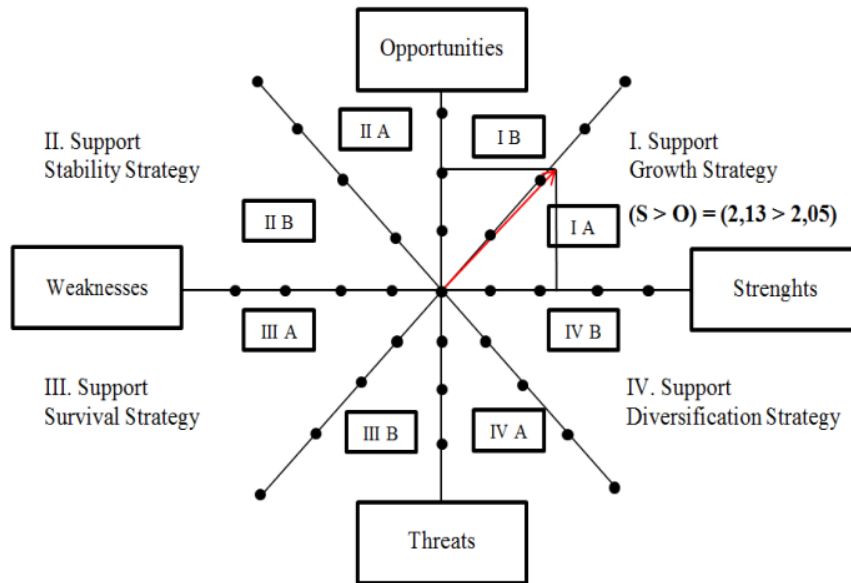 Opportunities
II A
I B
II. Support
Stability Strategy
I. Support
Growth Strategy
(S > O) = (2,13 > 2,05)
II B
I A
Weaknesses
Strenghts
III A
IV B
III. Support
Survival Strategy
IV. Support
Diversification Strategy
III B
IV A
Threats